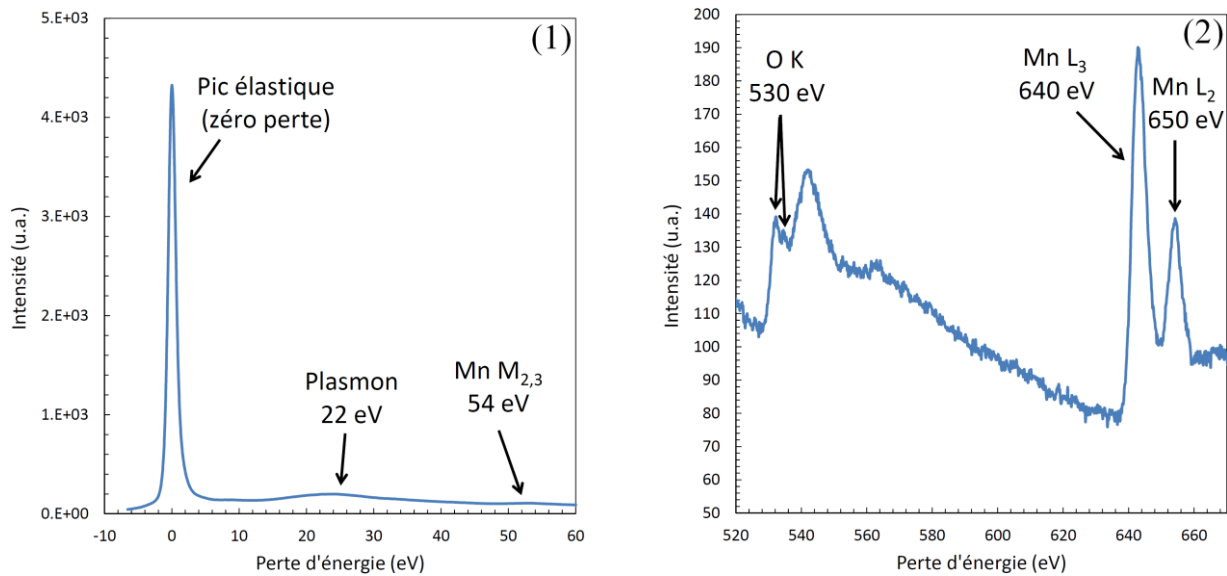 (1)
5.E+03
4.E+03
3.E+03
2.E+03
1.E+03
0.E+00
Intensité (u.a.)
Pic élastique
(zéro perte)
Plasmon
22 eV
Mn M2,3
54 eV
-10 0 10 20 30 40 50 60
Perte d'énergie (eV)
(2)
200
190
180
170
160
150
140
130
120
110
100
90
80
70
60
50
Intensité (u.a.)
O K
530 eV
Mn L3
640 eV
Mn L2
650 eV
520 540 560 580 600 620 640 660
Perte d'énergie (eV)